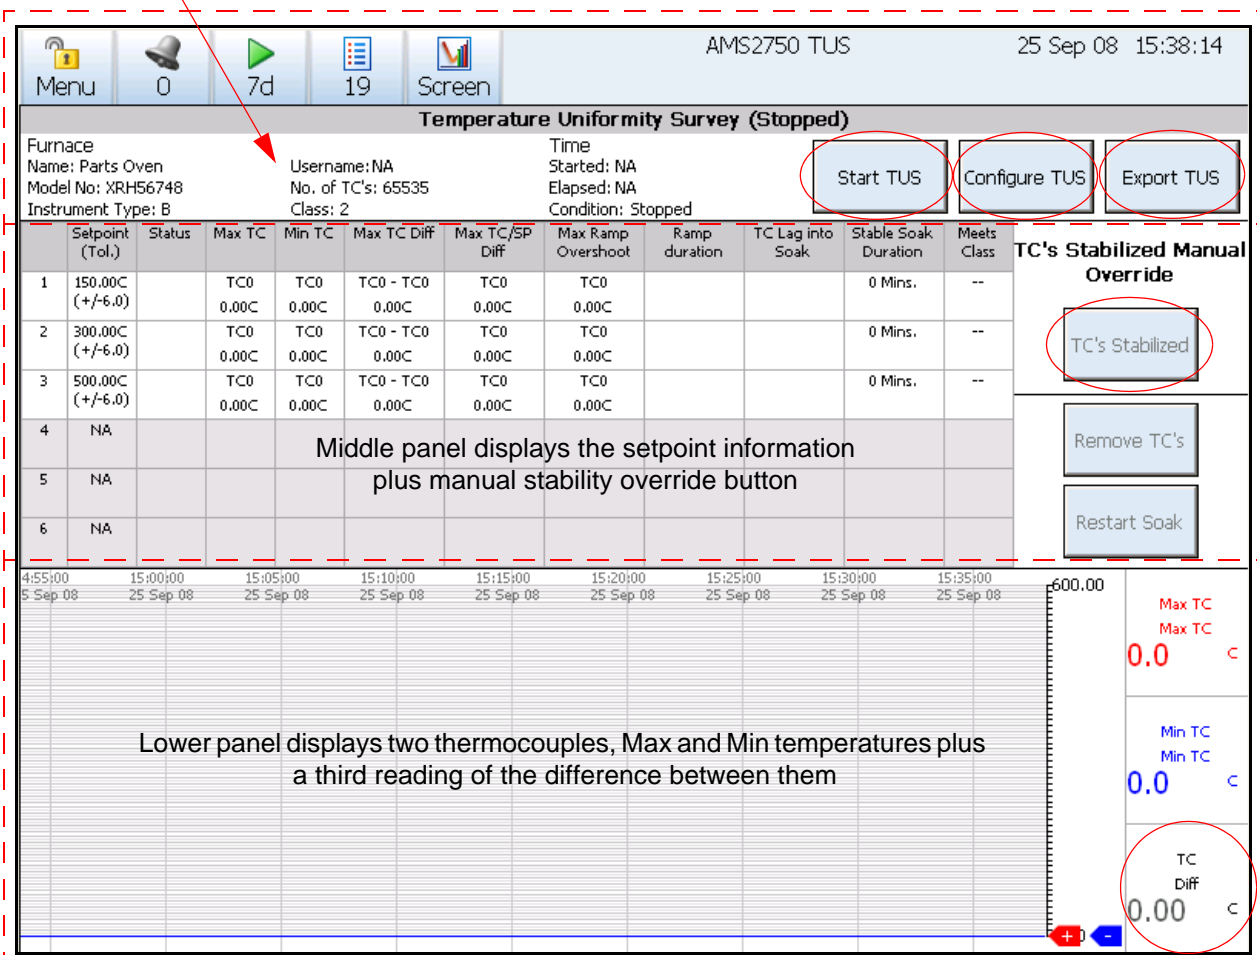 AMS2750 TUS 25 Sep 08 15:38:14
Menu 0 7d 19 Screen
Temperature Uniformity Survey (Stopped)
Furnace Time
Name: Parts Oven Username:NA Started: NA
Model No: XRH56748 No. of TC's: 65535 Elapsed: NA
Instrument Type: B Class: 2 Condition: Stopped
Start TUS Configure TUS Export TUS
Setpoint (Tol.) Status Max TC Min TC Max TC Diff Max TC/SP Diff Max Ramp Overshoot Ramp duration TC Lag into Soak Stable Soak Duration Meets Class
1 150.00C TC0 TC0 TC0 - TC0 TC0 TC0 0 Mins. --
(+/-6.0) 0.00C 0.00C 0.00C 0.00C 0.00C
2 300.00C TC0 TC0 TC0 - TC0 TC0 TC0 0 Mins. --
(+/-6.0) 0.00C 0.00C 0.00C 0.00C 0.00C
3 500.00C TC0 TC0 TC0 - TC0 TC0 TC0 0 Mins. --
(+/-6.0) 0.00C 0.00C 0.00C 0.00C 0.00C
4 NA
5 NA
6 NA
Middle panel displays the setpoint information
plus manual stability override button
TC's Stabilized Manual
Override
TC's Stabilized
Remove TC's
Restart Soak
4:55:00 15:00:00 15:05:00 15:10:00 15:15:00 15:20:00 15:25:00 15:30:00 15:35:00
5 Sep 08 25 Sep 08 25 Sep 08 25 Sep 08 25 Sep 08 25 Sep 08 25 Sep 08 25 Sep 08 25 Sep 08
600.00
Lower panel displays two thermocouples, Max and Min temperatures plus
a third reading of the difference between them
Max TC
Max TC
0.0 C
Min TC
Min TC
0.0 C
TC
Diff
0.00 C
+ -